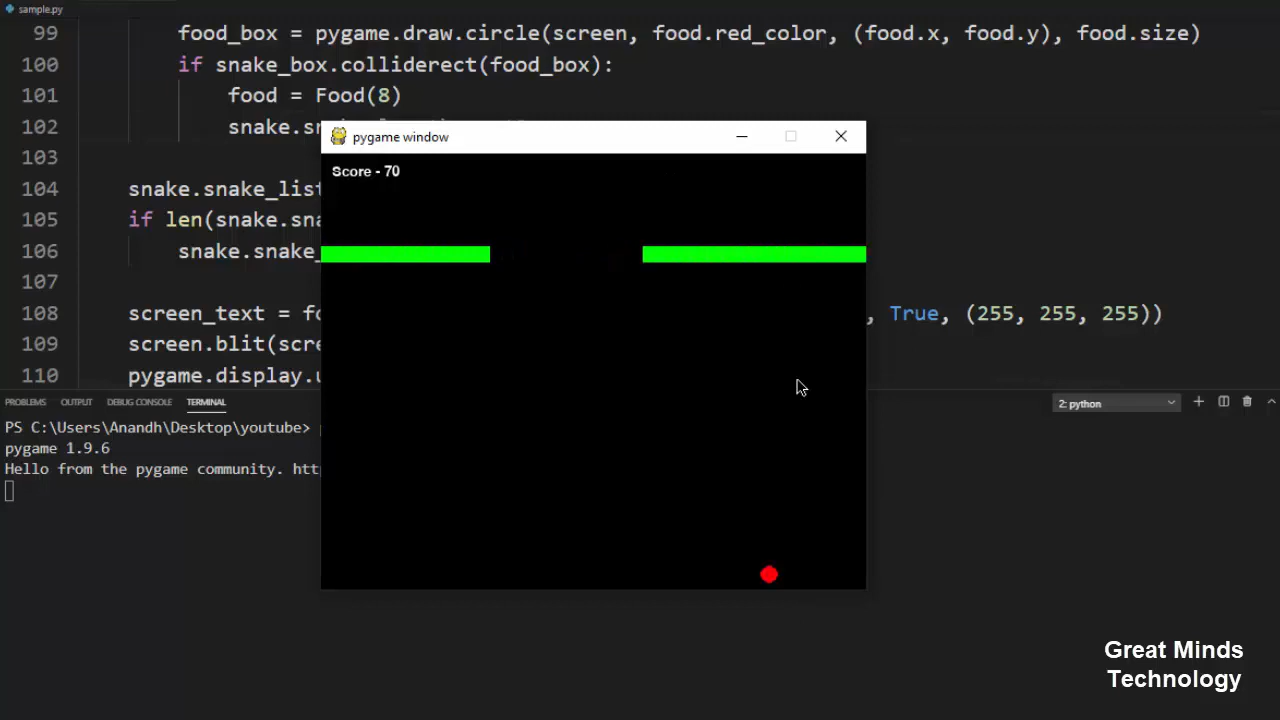 sample.py
99 food_box = pygame.draw.circle(screen, food.red_color, (food.x, food.y), food.size)
100 if snake_box.colliderect(food_box):
101 food = Food(8)
102 snake.
103
104 snake.snake_list
105 if len(snake.
106 snake.snake_
107
108 screen_text = , True, (255, 255, 255))
109 screen.blit(
110 pygame.display.
pygame window
Score - 70
PROBLEMS OUTPUT DEBUG CONSOLE TERMINAL 2: python
PS C:\Users\Anandh\Desktop\youtube>
pygame 1.9.6
Hello from the pygame community.
Great Minds
Technology